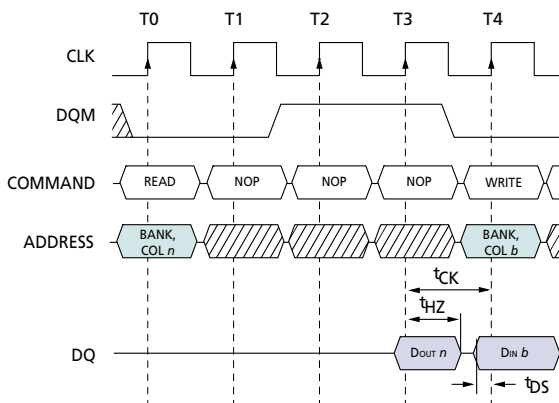 T0 T1 T2 T3 T4
CLK
DQM
COMMAND READ NOP NOP NOP WRITE
ADDRESS BANK, COL n BANK, COL b
tCK
tHZ
DQ DOUT n DIN b
tDS